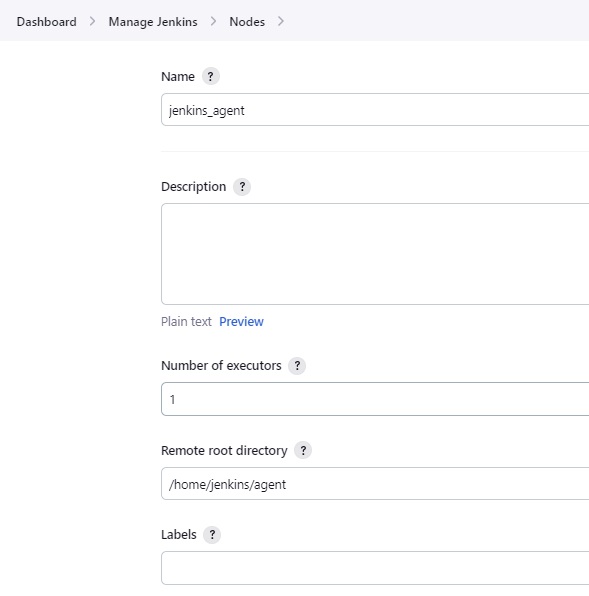 Dashboard > Manage Jenkins > Nodes >
Name ?
jenkins_agent
Description ?
Plain text Preview
Number of executors ?
1
Remote root directory ?
/home/jenkins/agent
Labels ?